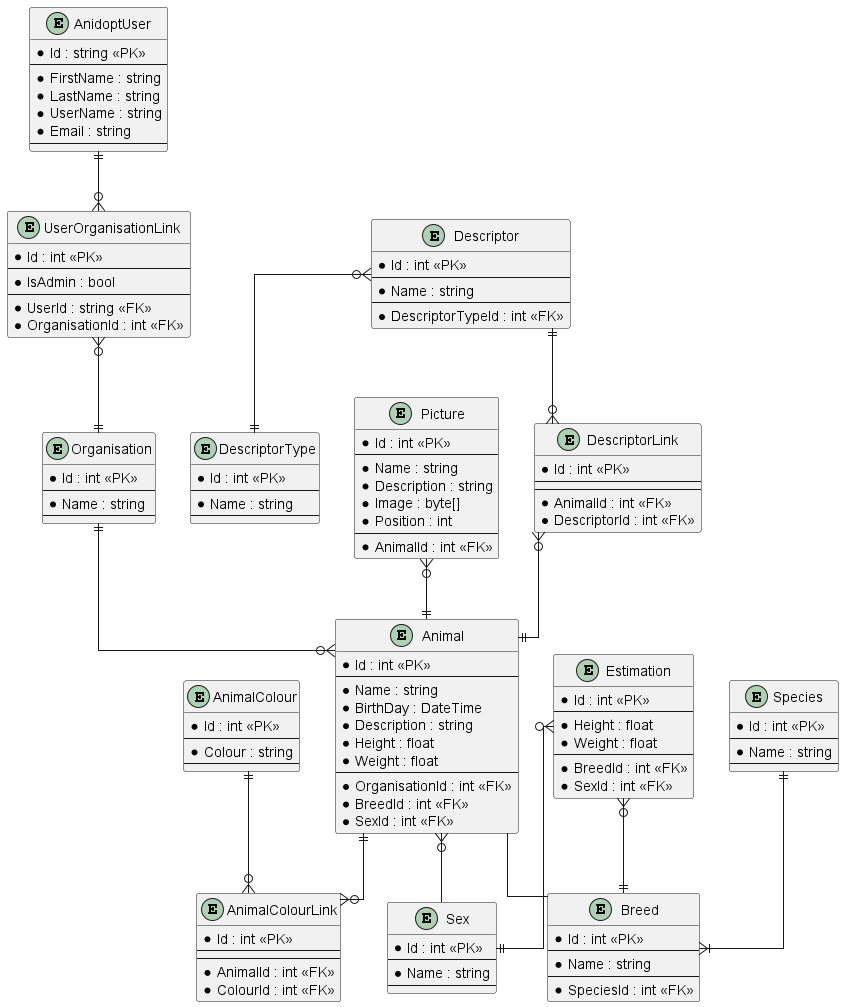 E AnidoptUser
Id : string «PK»
FirstName : string
LastName : string
UserName : string
Email : string
E UserOrganisationLink
Id : int «PK»
IsAdmin : bool
UserId : string «FK»
OrganisationId : int «FK»
E Descriptor
Id : int «PK»
Name : string
DescriptorTypeId : int «FK»
E Organisation
Id : int «PK»
Name : string
E DescriptorType
Id : int «PK»
Name : string
E Picture
Id : int «PK»
Name : string
Description : string
Image : byte[]
Position : int
AnimalId : int «FK»
E DescriptorLink
Id : int «PK»
AnimalId : int «FK»
DescriptorId : int «FK»
E Animal
Id : int «PK»
Name : string
BirthDay : DateTime
Description : string
Height : float
Weight : float
OrganisationId : int «FK»
BreedId : int «FK»
SexId : int «FK»
E AnimalColour
Id : int «PK»
Colour : string
E Estimation
Id : int «PK»
Height : float
Weight : float
BreedId : int «FK»
SexId : int «FK»
E Species
Id : int «PK»
Name : string
E AnimalColourLink
Id : int «PK»
AnimalId : int «FK»
ColourId : int «FK»
E Sex
Id : int «PK»
Name : string
E Breed
Id : int «PK»
Name : string
SpeciesId : int «FK»